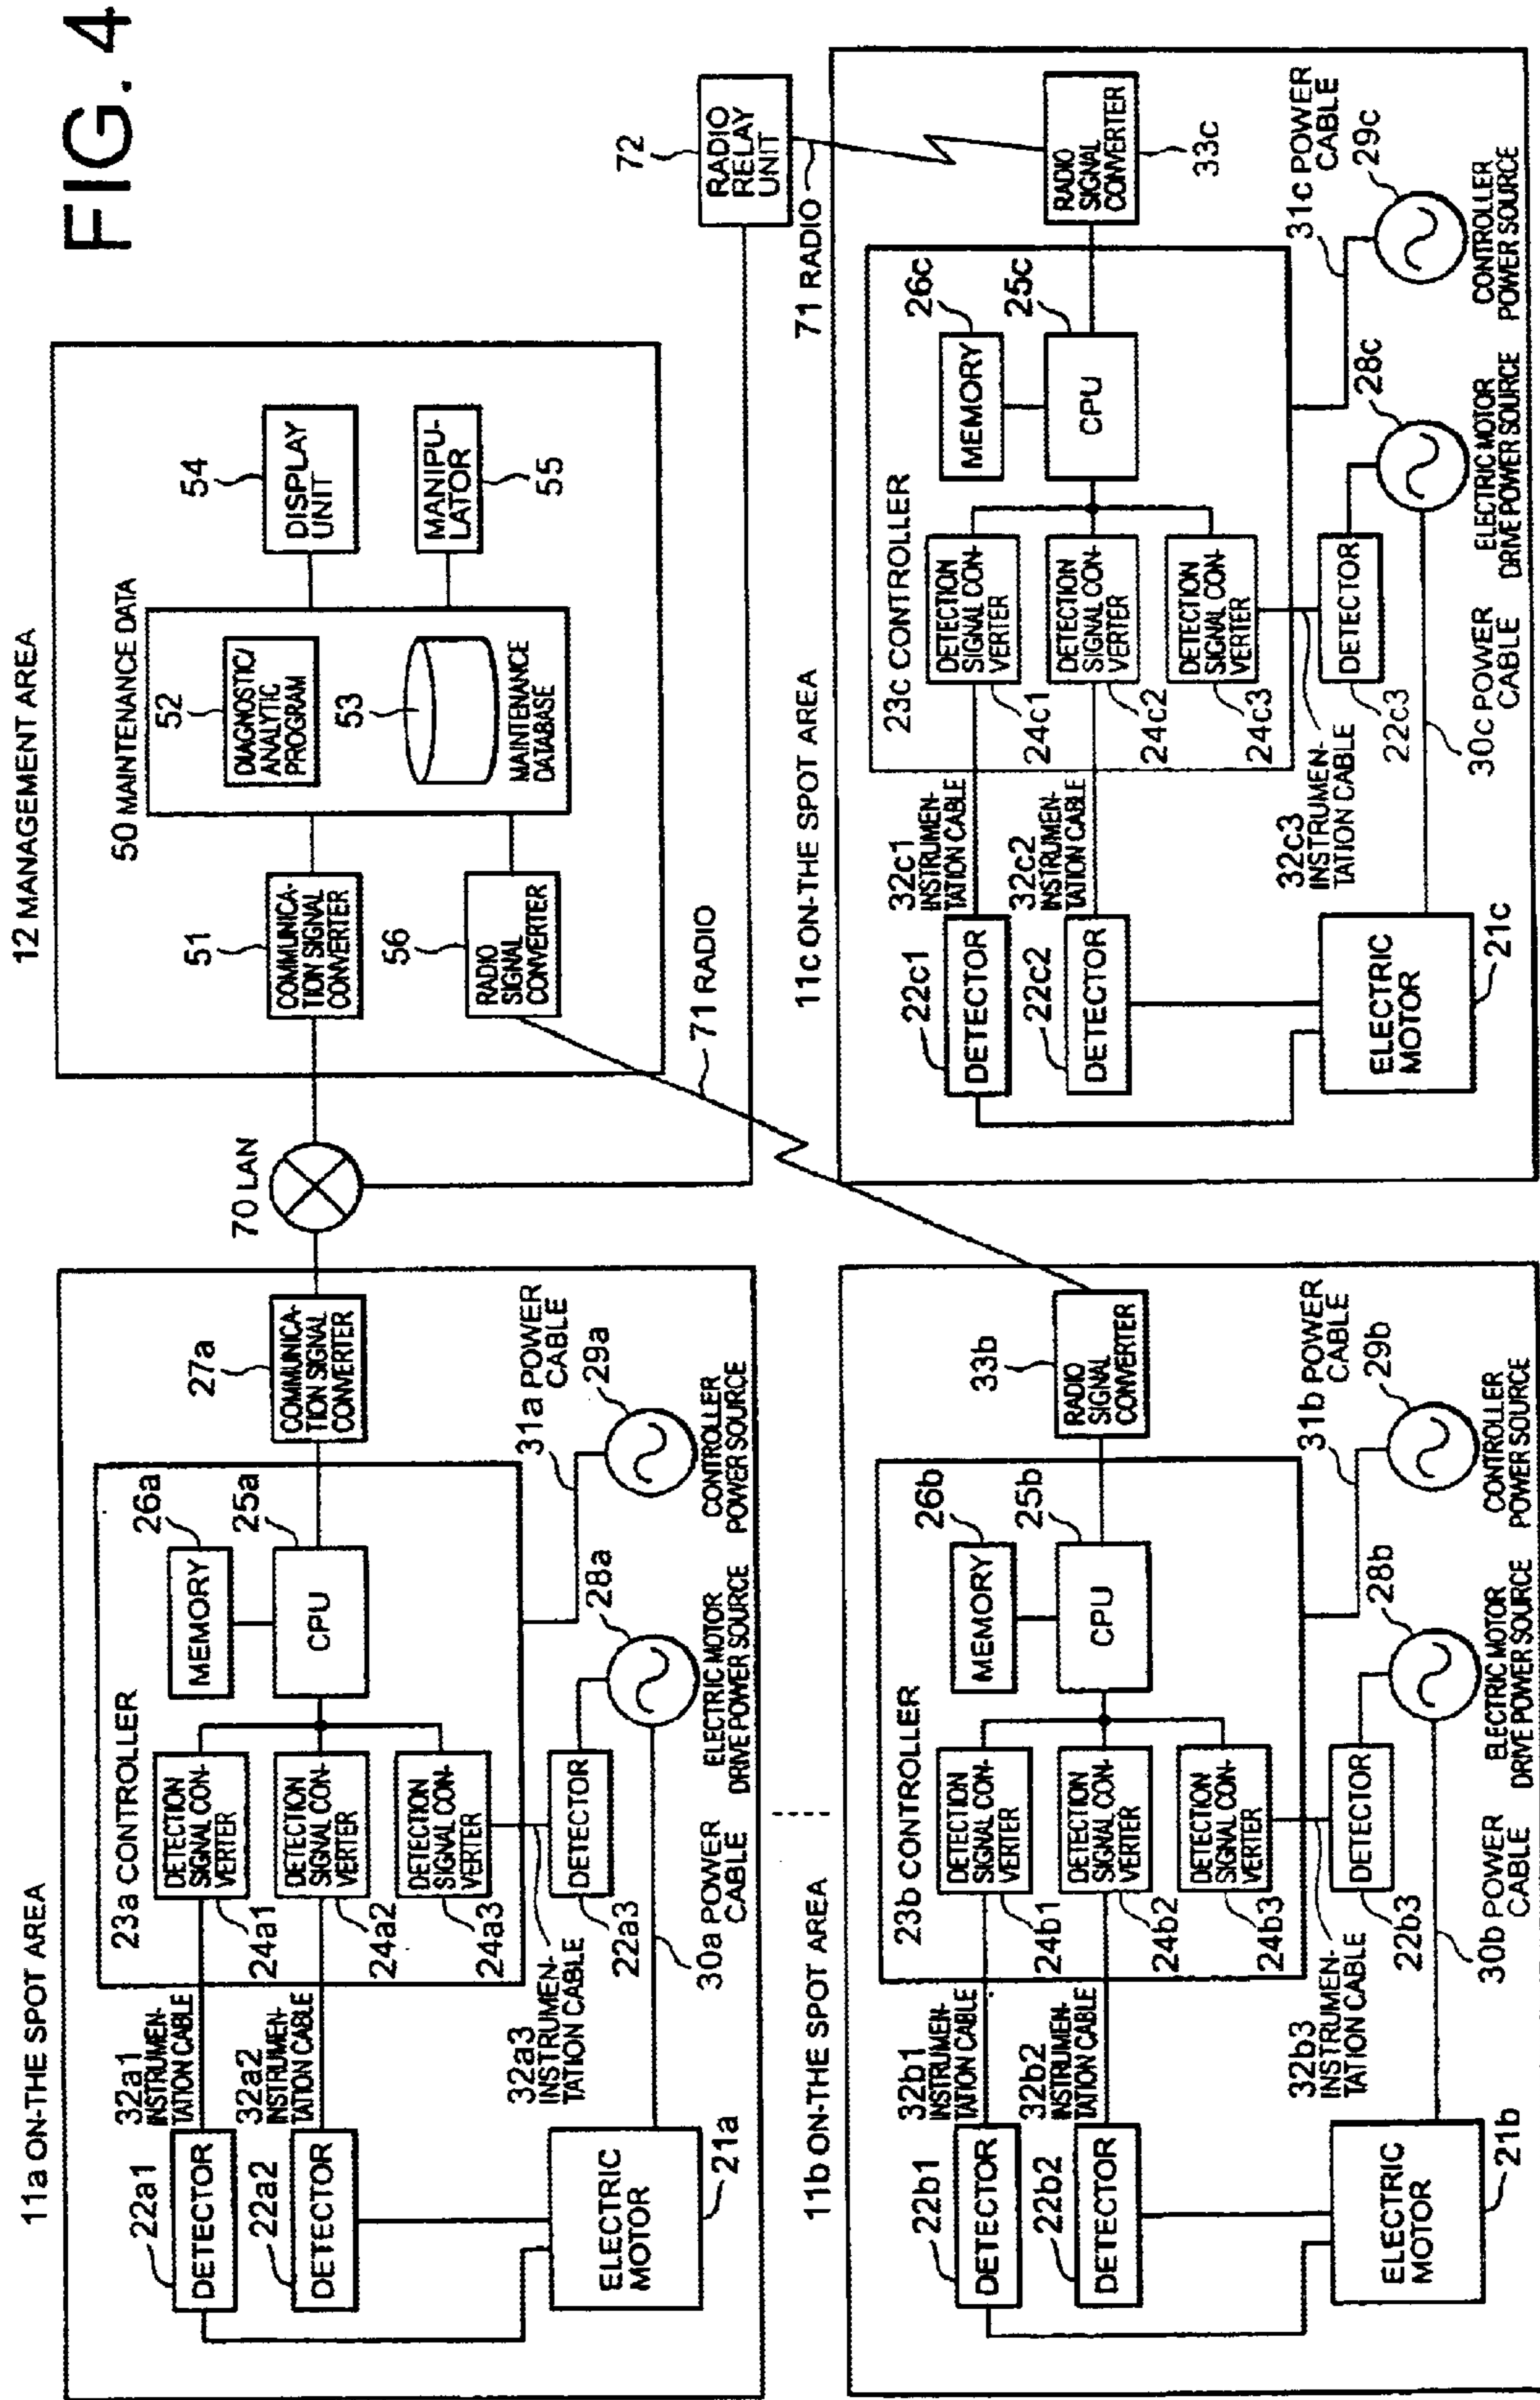 FIG. 4
11a ON-THE SPOT AREA
22a1
DETECTOR
22a2
DETECTOR
ELECTRIC
MOTOR
21a
32a1
INSTRUMEN-
TATION CABLE
32a2
INSTRUMEN-
TATION CABLE
32a3
INSTRUMEN-
TATION CABLE
23a CONTROLLER
DETECTION
SIGNAL CON-
VERTER
24a1
DETECTION
SIGNAL CON-
VERTER
24a2
DETECTION
SIGNAL CON-
VERTER
24a3
DETECTOR
22a3
30a POWER
CABLE
26a
MEMORY
25a
CPU
28a
ELECTRIC MOTOR
DRIVE POWER SOURCE
27a
COMMUNICA-
TION SIGNAL
CONVERTER
31a POWER
CABLE
29a
CONTROLLER
POWER SOURCE
70 LAN
12 MANAGEMENT AREA
51
COMMUNICA-
TION SIGNAL
CONVERTER
56
RADIO
SIGNAL
CONVERTER
71 RADIO
50 MAINTENANCE DATA
52
DIAGNOSTIC/
ANALYTIC
PROGRAM
53
MAINTENANCE
DATABASE
54
DISPLAY
UNIT
MANIPU-
LATOR
55
72
RADIO
RELAY
UNIT
71 RADIO
11b ON-THE SPOT AREA
22b1
DETECTOR
22b2
DETECTOR
ELECTRIC
MOTOR
21b
32b1
INSTRUMEN-
TATION CABLE
32b2
INSTRUMEN-
TATION CABLE
32b3
INSTRUMEN-
TATION CABLE
23b CONTROLLER
DETECTION
SIGNAL CON-
VERTER
24b1
DETECTION
SIGNAL CON-
VERTER
24b2
DETECTION
SIGNAL CON-
VERTER
24b3
DETECTOR
22b3
30b POWER
CABLE
26b
MEMORY
25b
CPU
28b
ELECTRIC MOTOR
DRIVE POWER SOURCE
33b
RADIO
SIGNAL
CONVERTER
31b POWER
CABLE
29b
CONTROLLER
POWER SOURCE
11c ON-THE SPOT AREA
22c1
DETECTOR
22c2
DETECTOR
ELECTRIC
MOTOR
21c
32c1
INSTRUMEN-
TATION CABLE
32c2
INSTRUMEN-
TATION CABLE
32c3
INSTRUMEN-
TATION CABLE
23c CONTROLLER
DETECTION
SIGNAL CON-
VERTER
24c1
DETECTION
SIGNAL CON-
VERTER
24c2
DETECTION
SIGNAL CON-
VERTER
24c3
DETECTOR
22c3
30c POWER
CABLE
26c
MEMORY
25c
CPU
28c
ELECTRIC MOTOR
DRIVE POWER SOURCE
RADIO
SIGNAL
CONVERTER
33c
31c POWER
CABLE
29c
CONTROLLER
POWER SOURCE